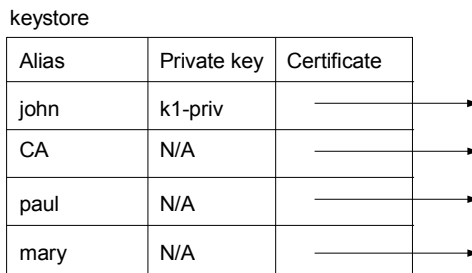 keystore
Alias Private key Certificate
john k1-priv
CA N/A
paul N/A
mary N/A